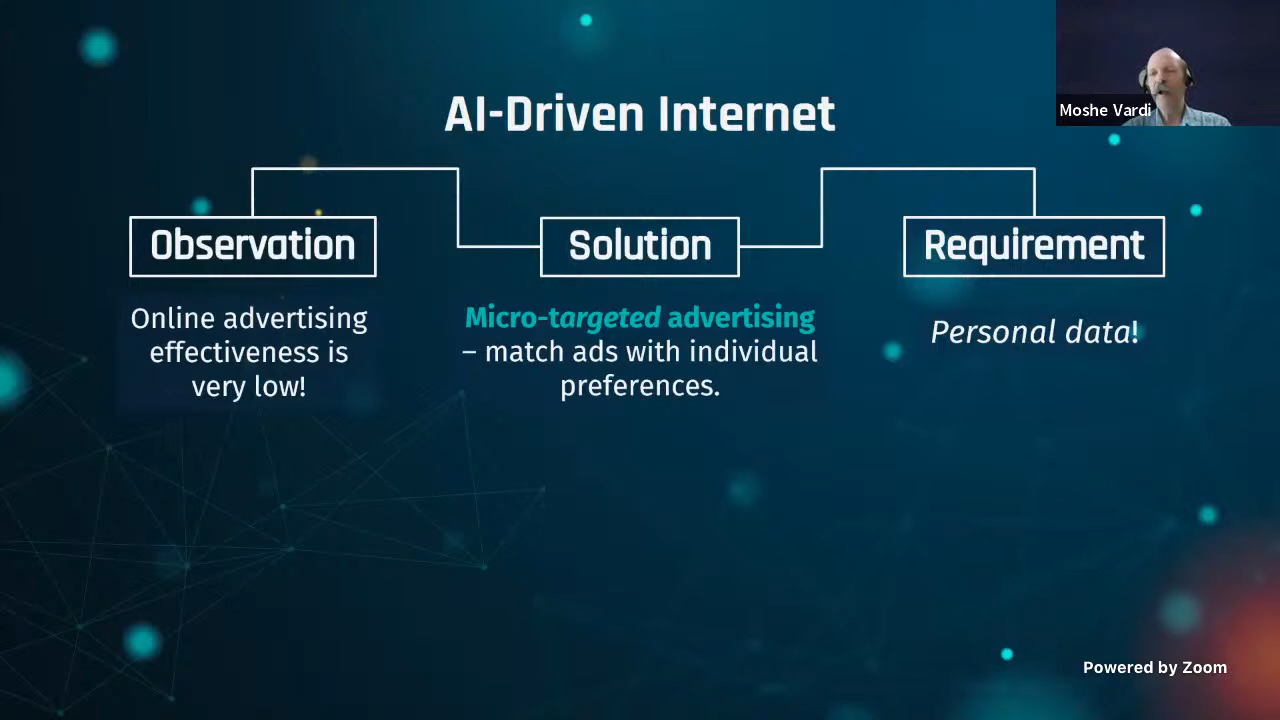 AI-Driven Internet
Moshe Vardi
Observation
Online advertising
effectiveness is
very low!
Solution
Micro-targeted advertising
– match ads with individual
preferences.
Requirement
Personal data!
Powered by Zoom